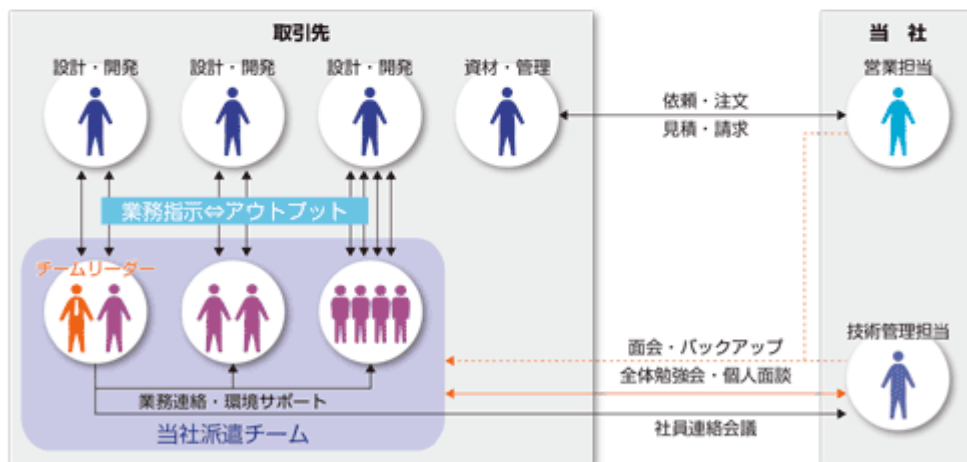 取引先
当　社
設計・開発
設計・開発
設計・開発
資材・管理
営業担当
依頼・注文
見積・請求
業務指示⇔アウトプット
チームリーダー
技術管理担当
面会・バックアップ
全体勉強会・個人面談
業務連絡・環境サポート
社員連絡会議
当社派遣チーム